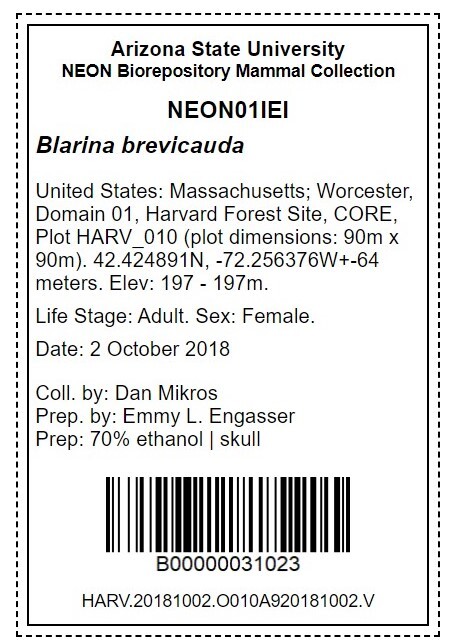 Arizona State University
NEON Biorepository Mammal Collection
NEON01IEI
Blarina brevicauda
United States: Massachusetts; Worcester,
Domain 01, Harvard Forest Site, CORE,
Plot HARV_010 (plot dimensions: 90m x
90m). 42.424891N, -72.256376W+-64
meters. Elev: 197 - 197m.
Life Stage: Adult. Sex: Female.
Date: 2 October 2018
Coll. by: Dan Mikros
Prep. by: Emmy L. Engasser
Prep: 70% ethanol | skull
B00000031023
HARV.20181002.O010A920181002.V